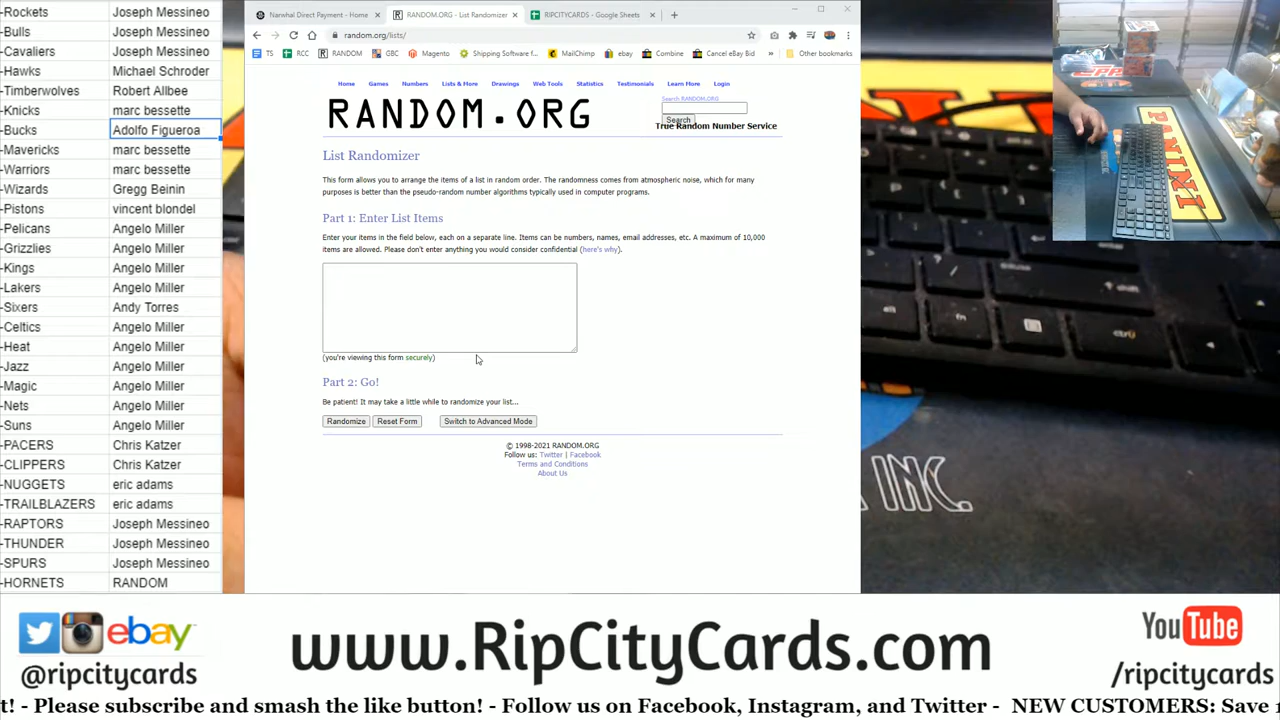 -Rockets Joseph Messineo
-Bulls Joseph Messineo
-Cavaliers Joseph Messineo
-Hawks Michael Schroder
-Timberwolves Robert Allbee
-Knicks marc bessette
-Bucks Adolfo Figueroa
-Mavericks marc bessette
-Warriors marc bessette
-Wizards Gregg Beinin
-Pistons vincent blondel
-Pelicans Angelo Miller
-Grizzlies Angelo Miller
-Kings Angelo Miller
-Lakers Angelo Miller
-Sixers Andy Torres
-Celtics Angelo Miller
-Heat Angelo Miller
-Jazz Angelo Miller
-Magic Angelo Miller
-Nets Angelo Miller
-Suns Angelo Miller
-PACERS Chris Katzer
-CLIPPERS Chris Katzer
-NUGGETS eric adams
-TRAILBLAZERS eric adams
-RAPTORS Joseph Messineo
-THUNDER Joseph Messineo
-SPURS Joseph Messineo
-HORNETS RANDOM
Narwhal Direct Payment - Home RANDOM.ORG - List Randomizer RIPCITYCARDS - Google Sheets
random.org/lists/
TS RCC RANDOM GBC Magento Shipping Software f... MailChimp ebay Combine Cancel eBay Bid » Other bookmarks
Home Games Numbers Lists & More Drawings Web Tools Statistics Testimonials Learn More Login
RANDOM.ORG
Search RANDOM.ORG
Search
True Random Number Service
List Randomizer
This form allows you to arrange the items of a list in random order. The randomness comes from atmospheric noise, which for many
purposes is better than the pseudo-random number algorithms typically used in computer programs.
Part 1: Enter List Items
Enter your items in the field below, each on a separate line. Items can be numbers, names, email addresses, etc. A maximum of 10,000
items are allowed. Please don't enter anything you would consider confidential (here's why).
(you're viewing this form securely)
Part 2: Go!
Be patient! It may take a little while to randomize your list...
Randomize Reset Form Switch to Advanced Mode
© 1998-2021 RANDOM.ORG
Follow us: Twitter | Facebook
Terms and Conditions
About Us
PANINI
INC.
ctrl
ebay
@ripcitycards
www.RipCityCards.com
YouTube
/ripcitycards
t! - Please subscribe and smash the like button! - Follow us on Facebook, Instagram, and Twitter - NEW CUSTOMERS: Save